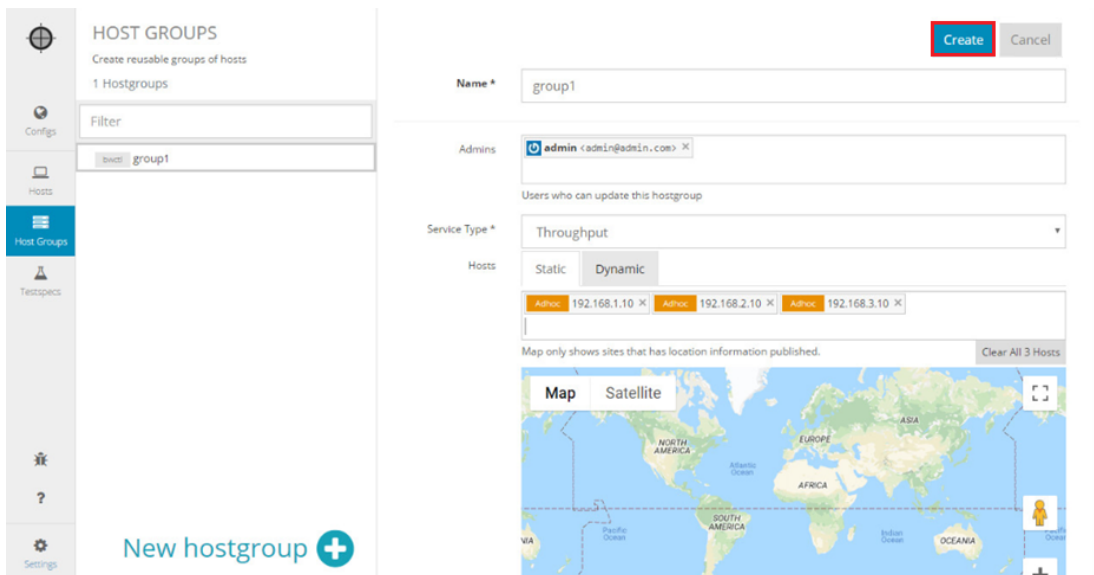 HOST GROUPS
Create reusable groups of hosts
1 Hostgroups
Filter
bwctl group1
New hostgroup
Configs
Hosts
Host Groups
Testspecs
?
Settings
Create Cancel
Name * group1
Admins admin <admin@admin.com> ×
Users who can update this hostgroup
Service Type * Throughput
Hosts Static Dynamic
Adhoc 192.168.1.10 × Adhoc 192.168.2.10 × Adhoc 192.168.3.10 ×
Map only shows sites that has location information published.
Clear All 3 Hosts
Map Satellite
NORTH
AMERICA
EUROPE
ASIA
Atlantic
Ocean
AFRICA
SOUTH
AMERICA
Pacific
Ocean
Indian
Ocean
OCEANIA